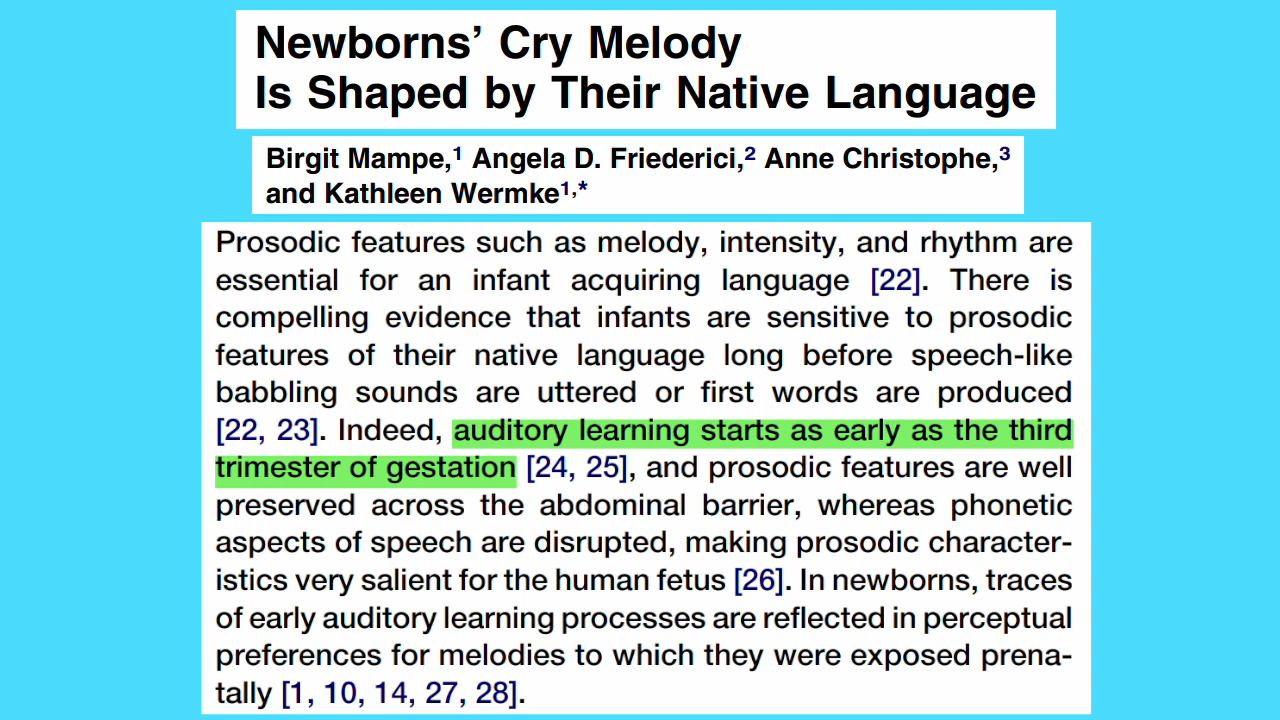 Newborns’ Cry Melody
Is Shaped by Their Native Language
Birgit Mampe,1 Angela D. Friederici,2 Anne Christophe,3
and Kathleen Wermke1,*
Prosodic features such as melody, intensity, and rhythm are
essential for an infant acquiring language [22]. There is
compelling evidence that infants are sensitive to prosodic
features of their native language long before speech-like
babbling sounds are uttered or first words are produced
[22, 23]. Indeed, auditory learning starts as early as the third
trimester of gestation [24, 25], and prosodic features are well
preserved across the abdominal barrier, whereas phonetic
aspects of speech are disrupted, making prosodic character-
istics very salient for the human fetus [26]. In newborns, traces
of early auditory learning processes are reflected in perceptual
preferences for melodies to which they were exposed prena-
tally [1, 10, 14, 27, 28].